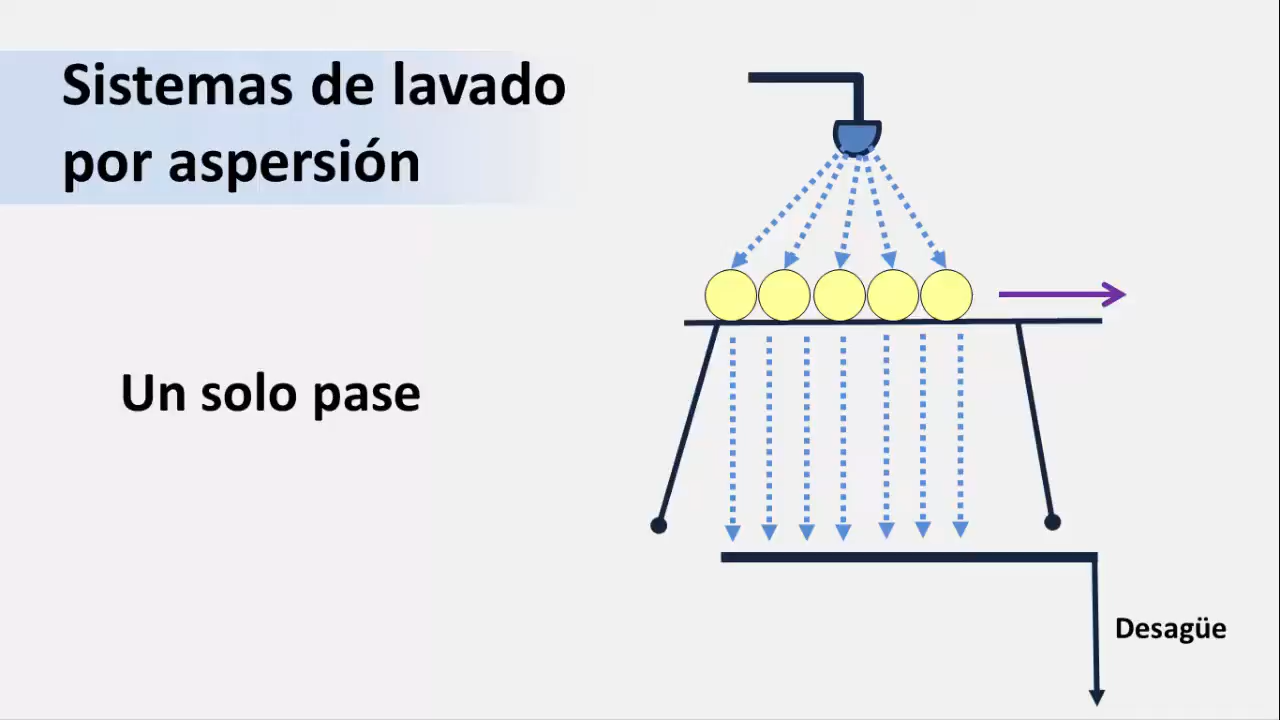 Sistemas de lavado
por aspersión
Un solo pase
Desagüe